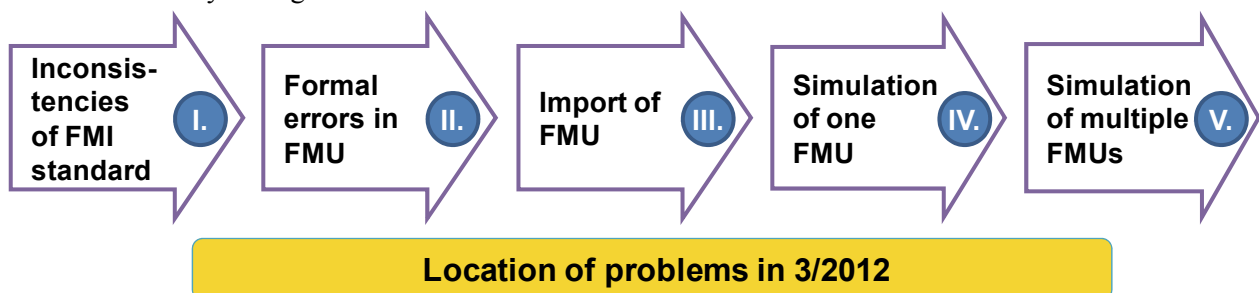 Inconsis-
tencies
of FMI
standard
I.
Formal
errors in
FMU
II.
Import of
FMU
III.
Simulation
of one
FMU
IV.
Simulation
of multiple
FMUs
V.
Location of problems in 3/2012